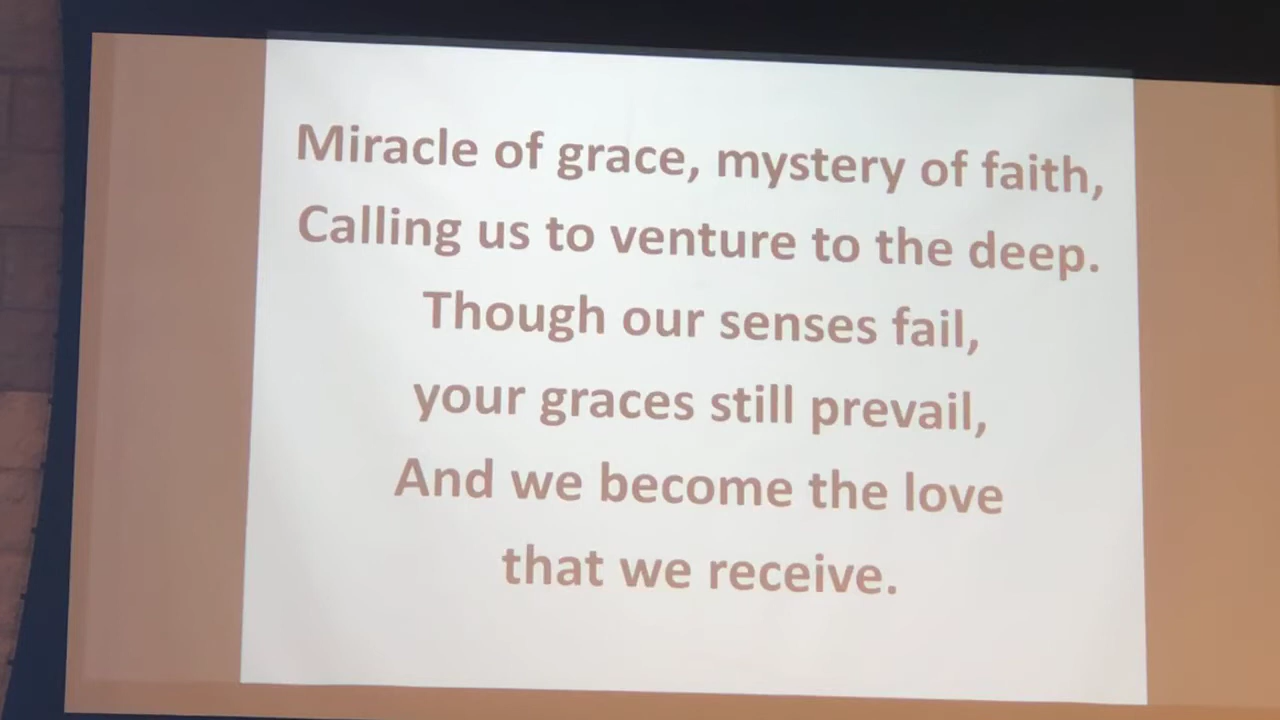 Miracle of grace, mystery of faith,
Calling us to venture to the deep.
Though our senses fail,
your graces still prevail,
And we become the love
that we receive.